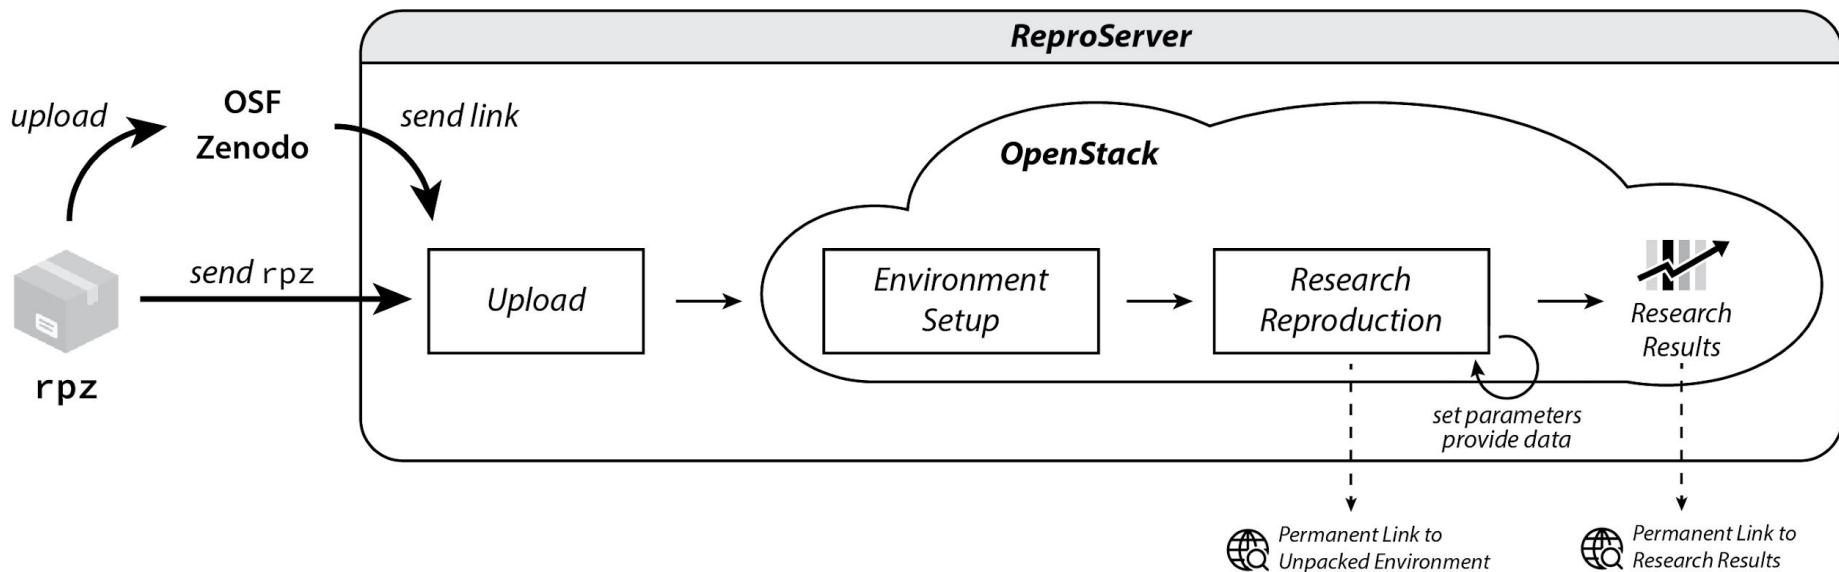 ReproServer
upload
OSF
Zenodo
send link
OpenStack
send rpz
Upload
Environment
Setup
Research
Reproduction
Research
Results
rpz
set parameters
provide data
Permanent Link to
Unpacked Environment
Permanent Link to
Research Results